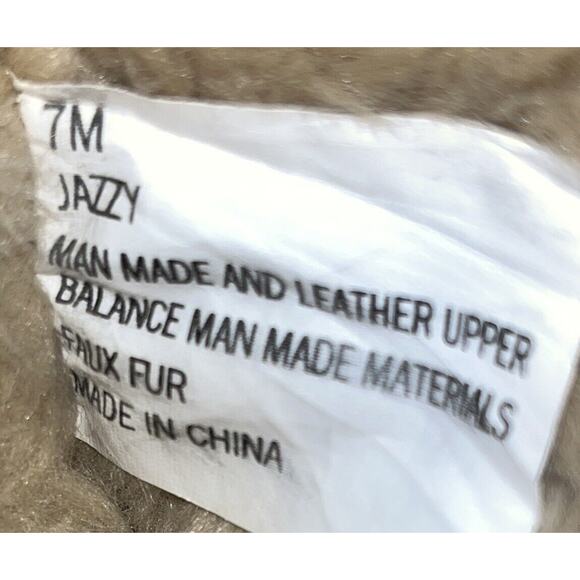 7M
JAZZY
MAN MADE AND LEATHER UPPER
BALANCE MAN MADE MATERIALS
FAUX FUR
MADE IN CHINA